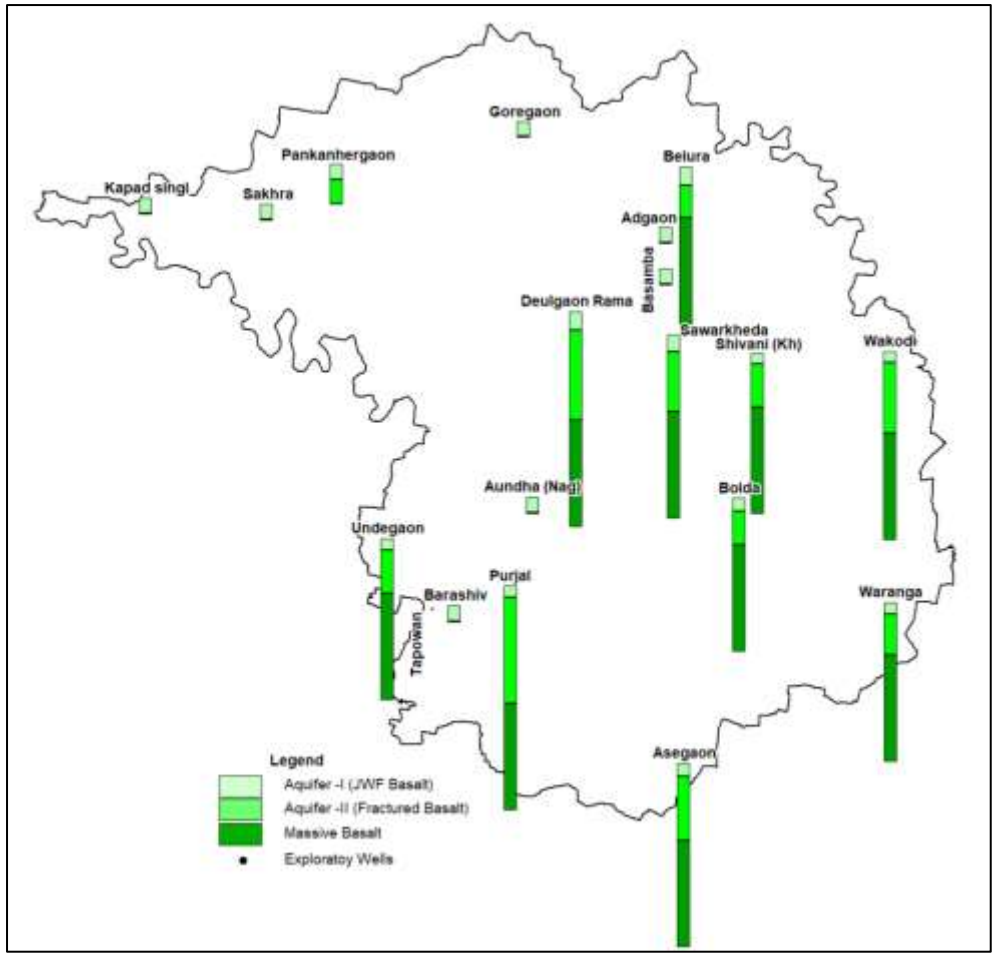 Goregaon
Pankanhergaon
Belura
Kapad singi
Sakhra
Adgaon
Basamba
Deulgaon Rama
Sawarkheda
Shivani (Kh)
Wakodi
Aundha (Nag)
Bolda
Undegaon
Purjal
Barashiv
Waranga
Tapowan
Asegaon
Legend
Aquifer -I (JWF Basalt)
Aquifer -II (Fractured Basalt)
Massive Basalt
Exploratoy Wells